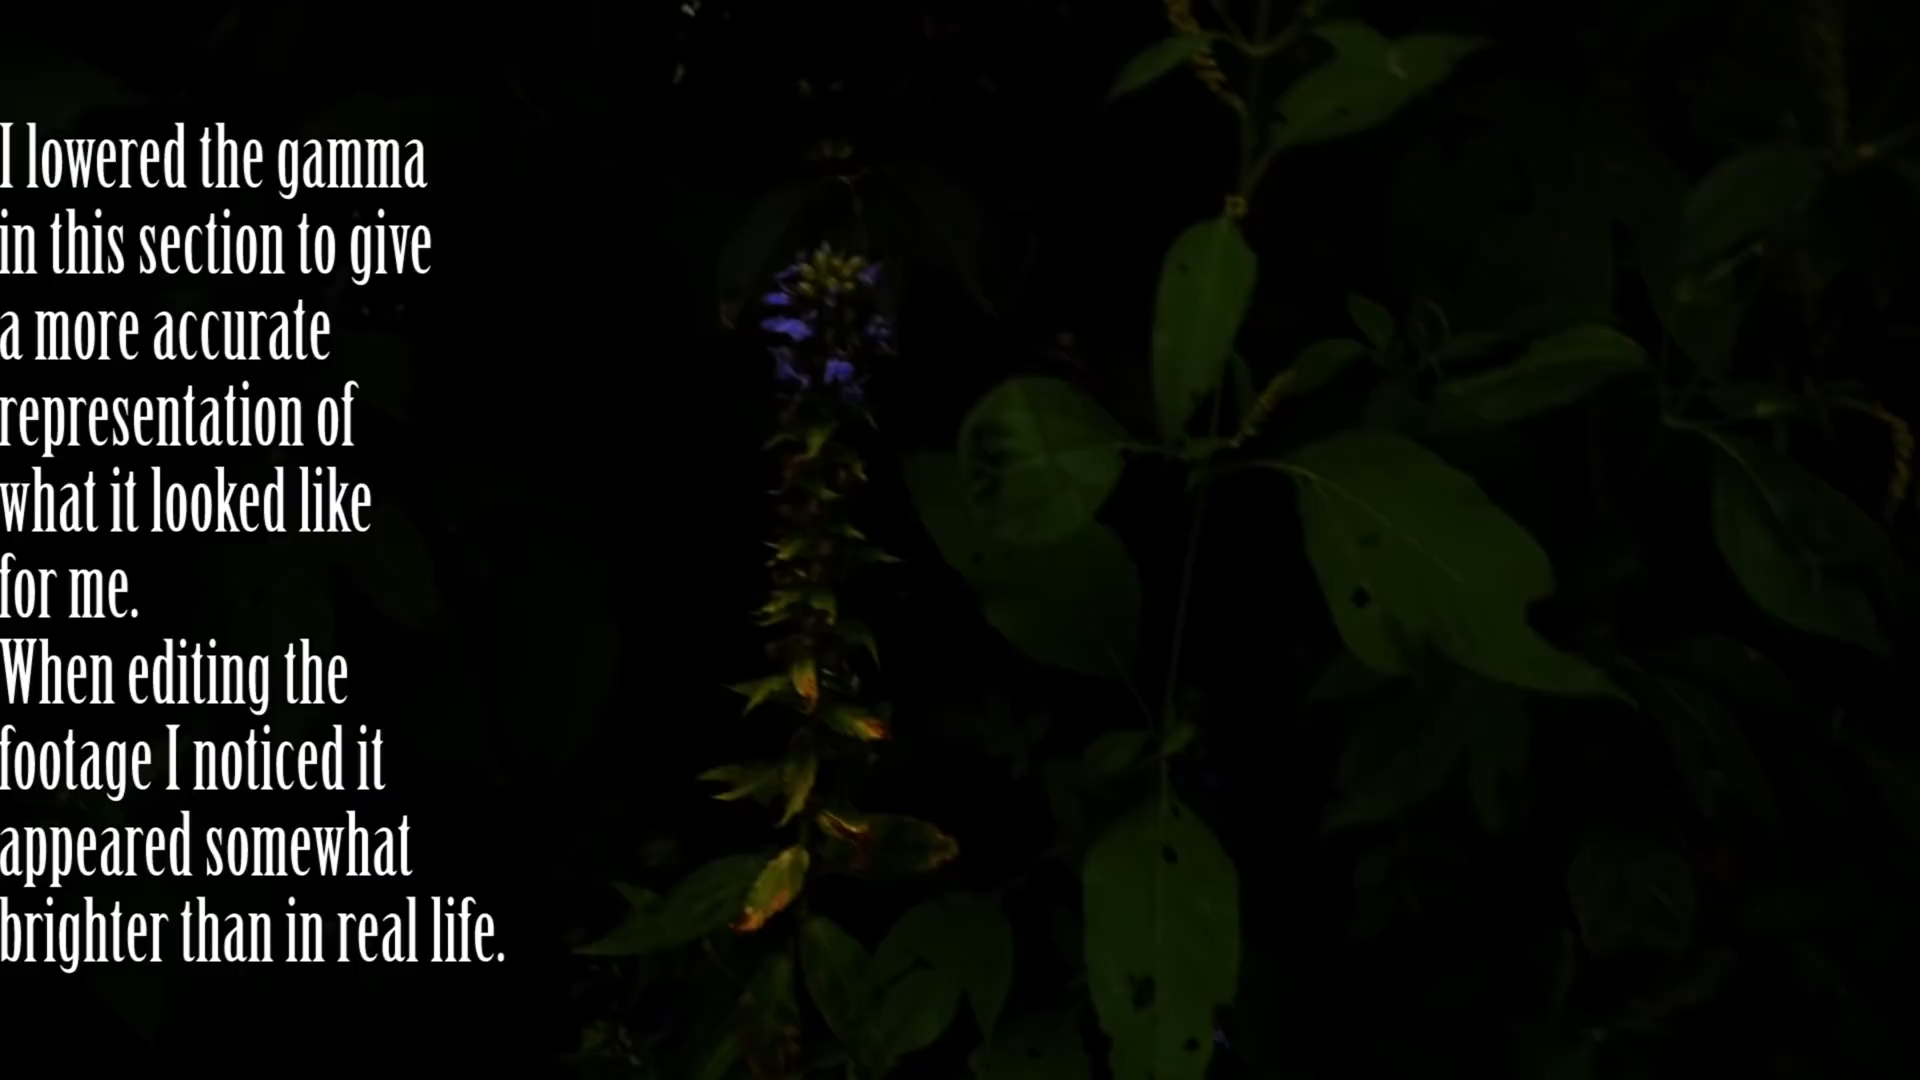 I lowered the gamma
in this section to give
a more accurate
representation of
what it looked like
for me.
When editing the
footage I noticed it
appeared somewhat
brighter than in real life.